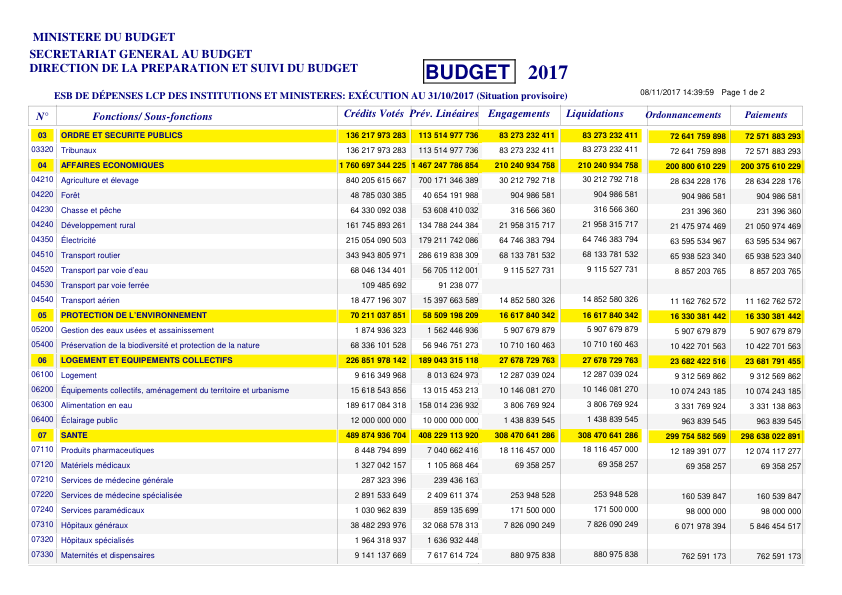 MINISTERE DU BUDGET
SECRETARIAT GENERAL AU BUDGET
DIRECTION DE LA PREPARATION ET SUIVI DU BUDGET
BUDGET 2017
ESB DE DÉPENSES LCP DES INSTITUTIONS ET MINISTERES: EXÉCUTION AU 31/10/2017 (Situation provisoire)
08/11/2017 14:39:59 Page 1 de 2
N° Fonctions/ Sous-fonctions Crédits Votés Prév. Linéaires Engagements Liquidations Ordonnancements Paiements
03 ORDRE ET SECURITE PUBLICS 136 217 973 283 113 514 977 736 83 273 232 411 83 273 232 411 72 641 759 898 72 571 883 293
03320 Tribunaux 136 217 973 283 113 514 977 736 83 273 232 411 83 273 232 411 72 641 759 898 72 571 883 293
04 AFFAIRES ECONOMIQUES 1 760 697 344 225 1 467 247 786 854 210 240 934 758 210 240 934 758 200 800 610 229 200 375 610 229
04210 Agriculture et élevage 840 205 615 667 700 171 346 389 30 212 792 718 30 212 792 718 28 634 228 176 28 634 228 176
04220 Forêt 48 785 030 385 40 654 191 988 904 986 581 904 986 581 904 986 581 904 986 581
04230 Chasse et pêche 64 330 092 038 53 608 410 032 316 566 360 316 566 360 231 396 360 231 396 360
04240 Développement rural 161 745 893 261 134 788 244 384 21 958 315 717 21 958 315 717 21 475 974 469 21 050 974 469
04350 Électricité 215 054 090 503 179 211 742 086 64 746 383 794 64 746 383 794 63 595 534 967 63 595 534 967
04510 Transport routier 343 943 805 971 286 619 838 309 68 133 781 532 68 133 781 532 65 938 523 340 65 938 523 340
04520 Transport par voie d'eau 68 046 134 401 56 705 112 001 9 115 527 731 9 115 527 731 8 857 203 765 8 857 203 765
04530 Transport par voie ferrée 109 485 692 91 238 077
04540 Transport aérien 18 477 196 307 15 397 663 589 14 852 580 326 14 852 580 326 11 162 762 572 11 162 762 572
05 PROTECTION DE L'ENVIRONNEMENT 70 211 037 851 58 509 198 209 16 617 840 342 16 617 840 342 16 330 381 442 16 330 381 442
05200 Gestion des eaux usées et assainissement 1 874 936 323 1 562 446 936 5 907 679 879 5 907 679 879 5 907 679 879 5 907 679 879
05400 Préservation de la biodiversité et protection de la nature 68 336 101 528 56 946 751 273 10 710 160 463 10 710 160 463 10 422 701 563 10 422 701 563
06 LOGEMENT ET EQUIPEMENTS COLLECTIFS 226 851 978 142 189 043 315 118 27 678 729 763 27 678 729 763 23 682 422 516 23 681 791 455
06100 Logement 9 616 349 968 8 013 624 973 12 287 039 024 12 287 039 024 9 312 569 862 9 312 569 862
06200 Équipements collectifs, aménagement du territoire et urbanisme 15 618 543 856 13 015 453 213 10 146 081 270 10 146 081 270 10 074 243 185 10 074 243 185
06300 Alimentation en eau 189 617 084 318 158 014 236 932 3 806 769 924 3 806 769 924 3 331 769 924 3 331 138 863
06400 Éclairage public 12 000 000 000 10 000 000 000 1 438 839 545 1 438 839 545 963 839 545 963 839 545
07 SANTE 489 874 936 704 408 229 113 920 308 470 641 286 308 470 641 286 299 754 582 569 298 638 022 891
07110 Produits pharmaceutiques 8 448 794 899 7 040 662 416 18 116 457 000 18 116 457 000 12 189 391 077 12 074 117 277
07120 Matériels médicaux 1 327 042 157 1 105 868 464 69 358 257 69 358 257 69 358 257 69 358 257
07210 Services de médecine générale 287 323 396 239 436 163
07220 Services de médecine spécialisée 2 891 533 649 2 409 611 374 253 948 528 253 948 528 160 539 847 160 539 847
07240 Services paramédicaux 1 030 962 839 859 135 699 171 500 000 171 500 000 98 000 000 98 000 000
07310 Hôpitaux généraux 38 482 293 976 32 068 578 313 7 826 090 249 7 826 090 249 6 071 978 394 5 846 454 517
07320 Hôpitaux spécialisés 1 964 318 937 1 636 932 448
07330 Maternités et dispensaires 9 141 137 669 7 617 614 724 880 975 838 880 975 838 762 591 173 762 591 173